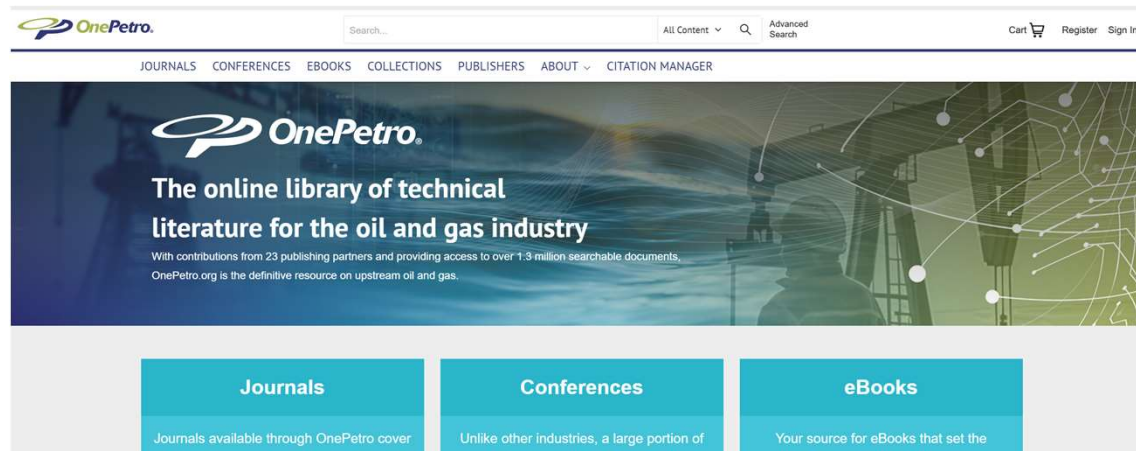 OnePetro.
Search...
All Content
Advanced
Search
Cart
Register
Sign In
JOURNALS CONFERENCES EBOOKS COLLECTIONS PUBLISHERS ABOUT CITATION MANAGER
OnePetro.
The online library of technical
literature for the oil and gas industry
With contributions from 23 publishing partners and providing access to over 1.3 million searchable documents,
OnePetro.org is the definitive resource on upstream oil and gas.
Journals
Journals available through OnePetro cover
Conferences
Unlike other industries, a large portion of
eBooks
Your source for eBooks that set the